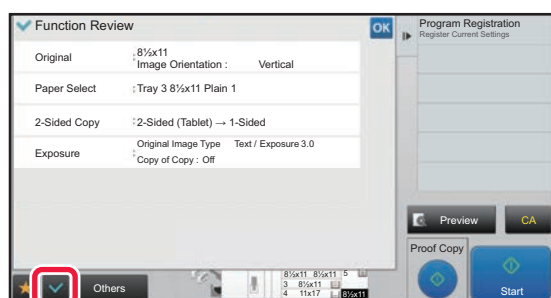 Function Review
OK
Original
8½x11
Image Orientation : Vertical
Paper Select
Tray 3 8½x11 Plain 1
2-Sided Copy
2-Sided (Tablet) → 1-Sided
Exposure
Original Image Type Text / Exposure 3.0
Copy of Copy : Off
Program Registration
Register Current Settings
Preview
CA
Proof Copy
Start
Others
8½x11 8½x11 5
3 8½x11
4 11x17
8½x11